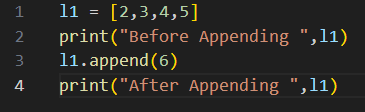 1 l1 = [2,3,4,5]
2 print("Before Appending ",l1)
3 l1.append(6)
4 print("After Appending ",l1)